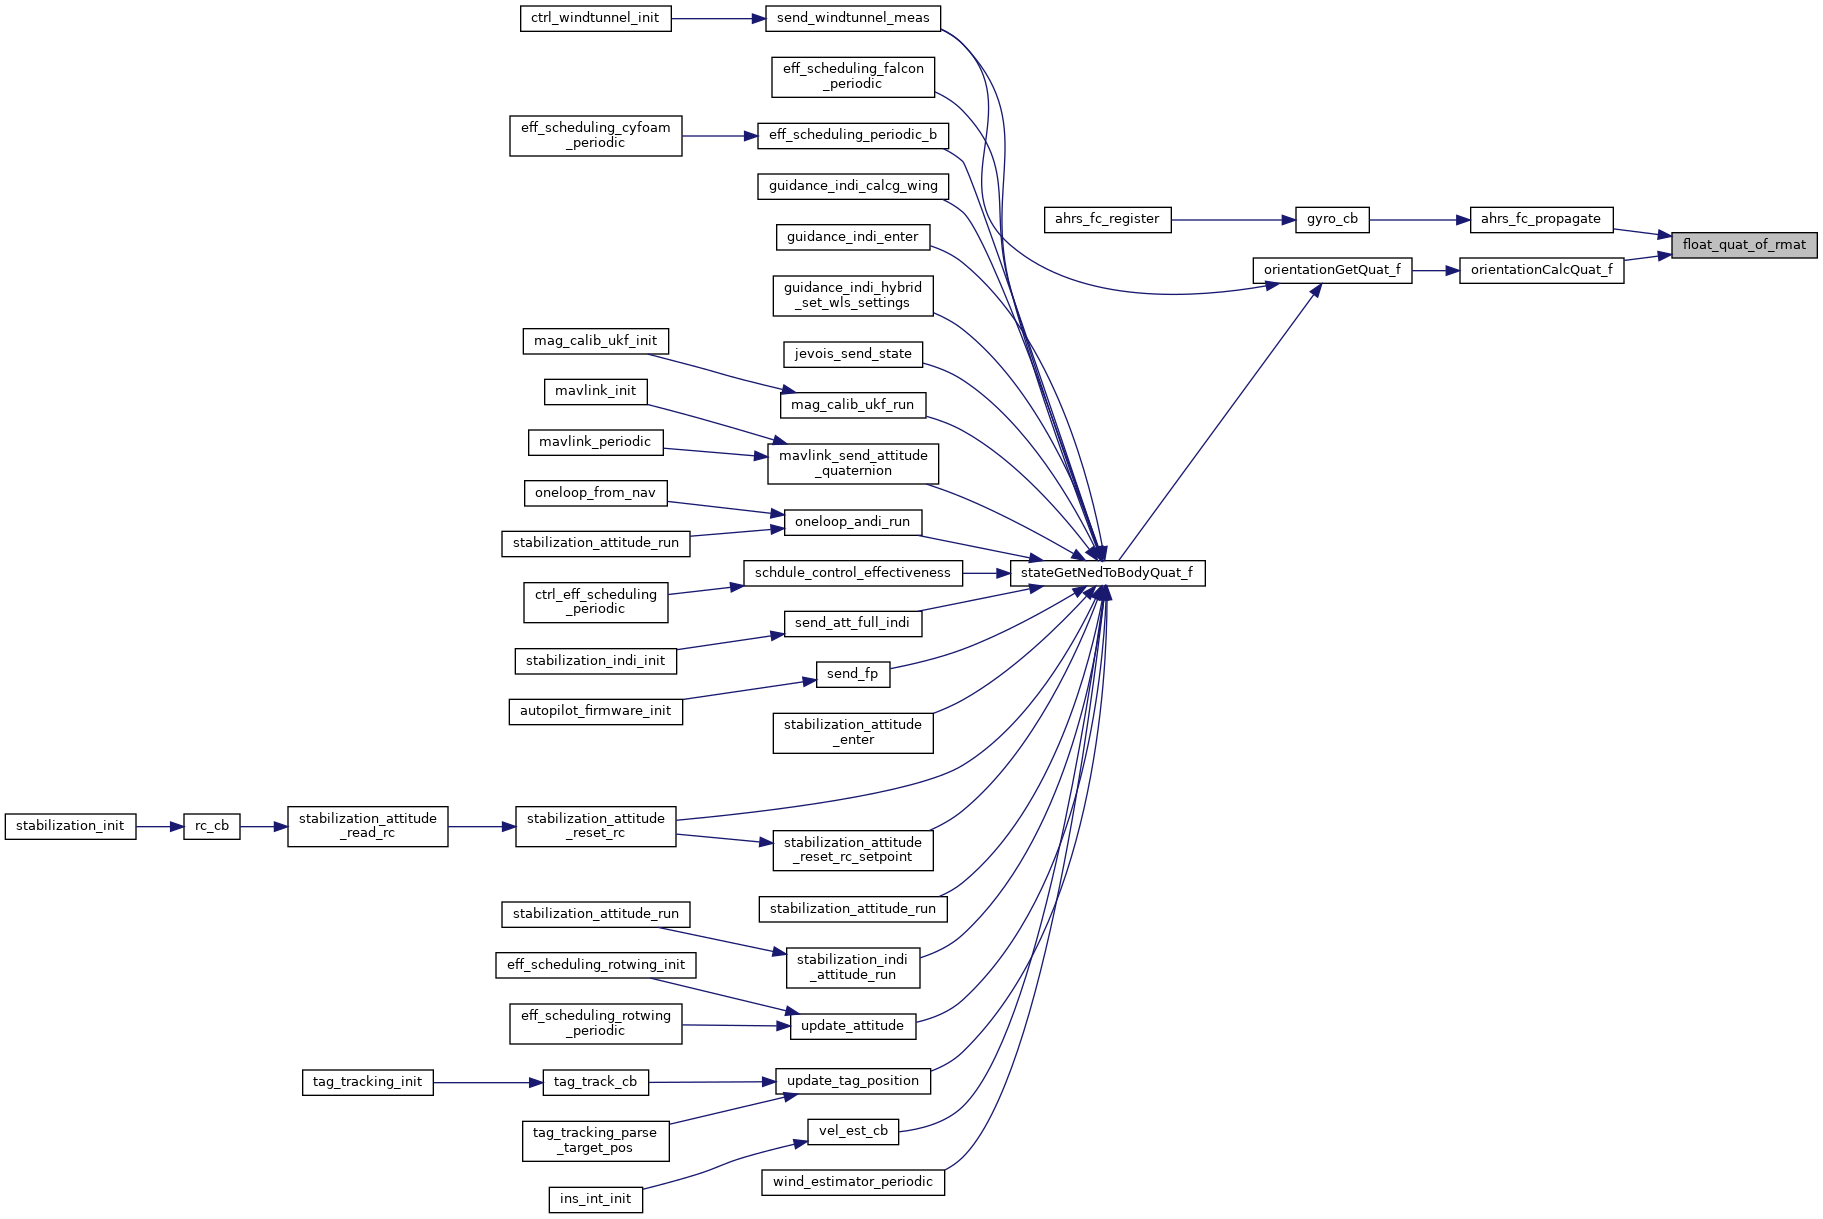 ctrl_windtunnel_init
send_windtunnel_meas
eff_scheduling_falcon
_periodic
eff_scheduling_cyfoam
_periodic
eff_scheduling_periodic_b
guidance_indi_calcg_wing
guidance_indi_enter
guidance_indi_hybrid
_set_wls_settings
ahrs_fc_register
gyro_cb
ahrs_fc_propagate
float_quat_of_rmat
orientationGetQuat_f
orientationCalcQuat_f
mag_calib_ukf_init
jevois_send_state
mavlink_init
mag_calib_ukf_run
mavlink_periodic
mavlink_send_attitude
_quaternion
oneloop_from_nav
oneloop_andi_run
stabilization_attitude_run
schdule_control_effectiveness
stateGetNedToBodyQuat_f
ctrl_eff_scheduling
_periodic
send_att_full_indi
stabilization_indi_init
send_fp
autopilot_firmware_init
stabilization_attitude
_enter
stabilization_init
rc_cb
stabilization_attitude
_read_rc
stabilization_attitude
_reset_rc
stabilization_attitude
_reset_rc_setpoint
stabilization_attitude_run
stabilization_attitude_run
stabilization_indi
_attitude_run
eff_scheduling_rotwing_init
eff_scheduling_rotwing
_periodic
update_attitude
tag_tracking_init
tag_track_cb
update_tag_position
tag_tracking_parse
_target_pos
vel_est_cb
wind_estimator_periodic
ins_int_init